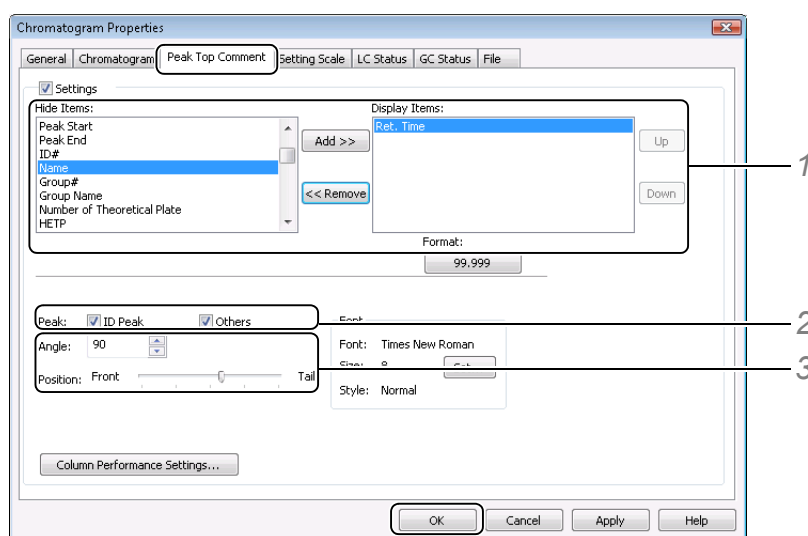 Chromatogram Properties
General Chromatogram Peak Top Comment Setting Scale LC Status GC Status File
Settings
Hide Items: Display Items:
Peak Start
Peak End
ID#
Name
Group#
Group Name
Number of Theoretical Plate
HETP
Add >>
<< Remove
Ret. Time
Up
Down
1
Format:
99.999
Peak: ID Peak Others
2
Angle: 90
Position: Front Tail
3
Font
Font: Times New Roman
Size: 8
Style: Normal
Column Performance Settings...
OK Cancel Apply Help